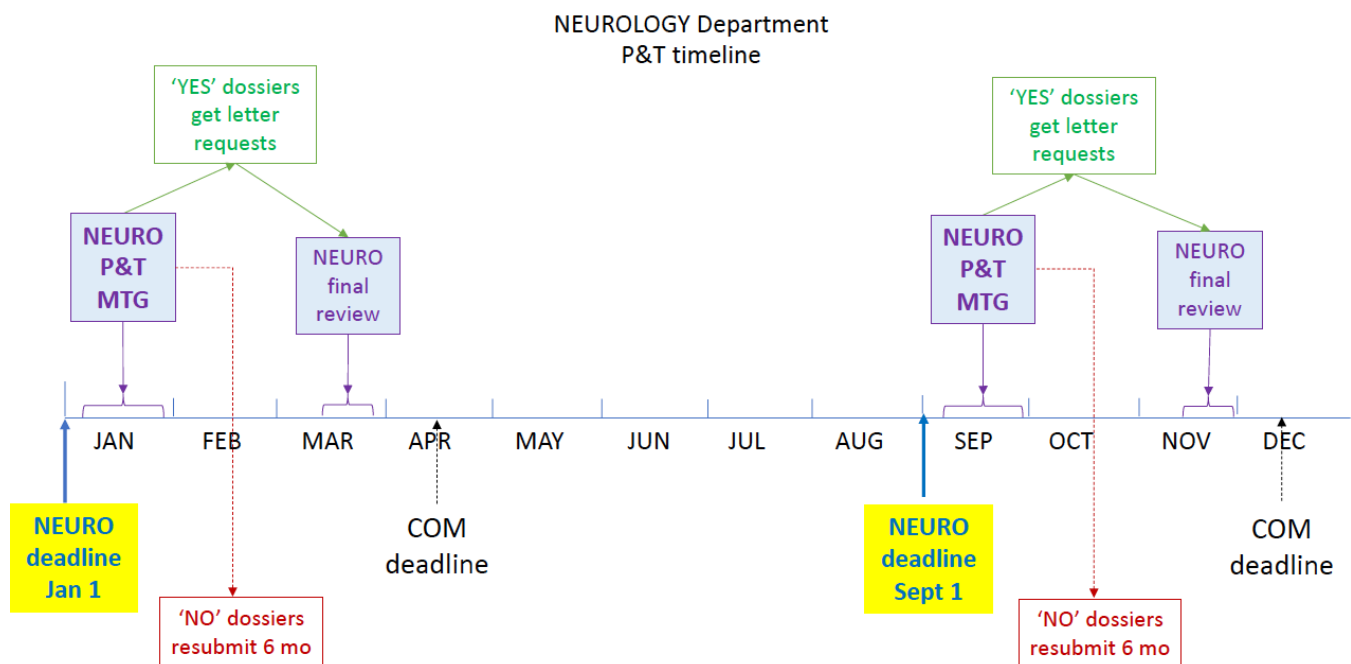 NEUROLOGY Department
P&T timeline
‘YES’ dossiers
get letter
requests
‘YES’ dossiers
get letter
requests
NEURO
P&T
MTG
NEURO
final
review
NEURO
P&T
MTG
NEURO
final
review
JAN FEB MAR APR MAY JUN JUL AUG SEP OCT NOV DEC
NEURO
deadline
Jan 1
COM
deadline
NEURO
deadline
Sept 1
COM
deadline
‘NO’ dossiers
resubmit 6 mo
‘NO’ dossiers
resubmit 6 mo